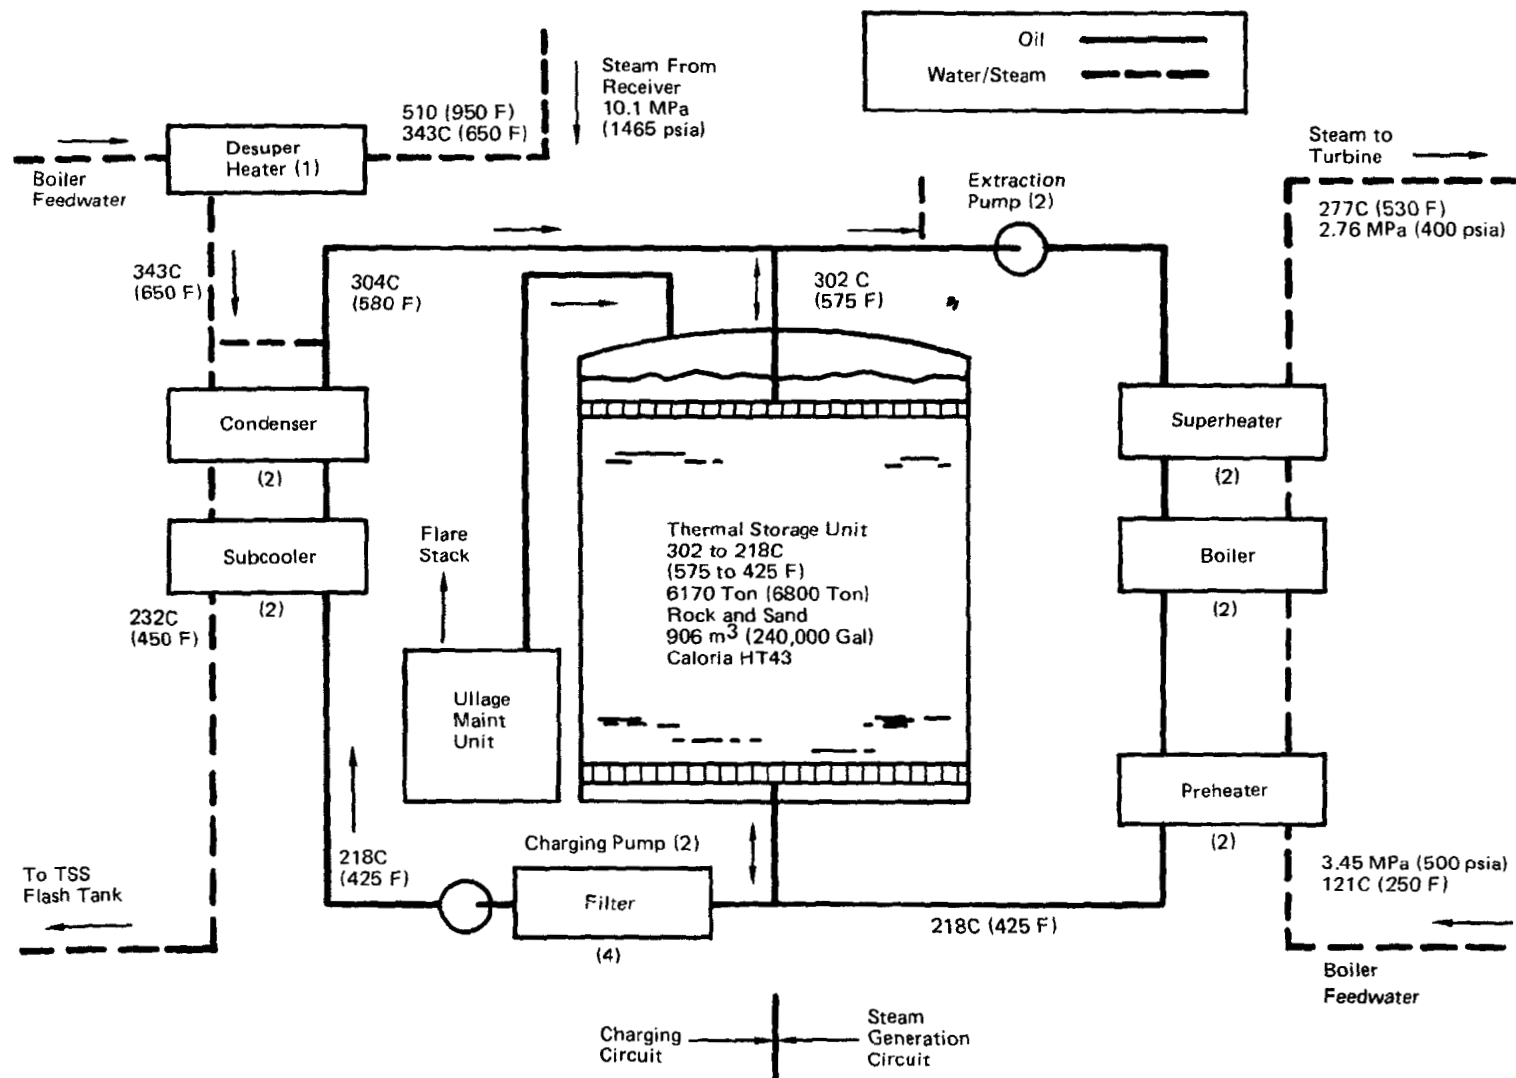 Oil
Water/Steam
Steam From
Receiver
10.1 MPa
(1465 psia)
510 (950 F)
343C (650 F)
Desuper
Heater (1)
Boiler
Feedwater
Steam to
Turbine
277C (530 F)
2.76 MPa (400 psia)
Extraction
Pump (2)
343C
(650 F)
304C
(580 F)
302 C
(575 F)
Condenser
(2)
Superheater
(2)
Subcooler
(2)
Boiler
(2)
Flare
Stack
Thermal Storage Unit
302 to 218C
(575 to 425 F)
6170 Ton (6800 Ton)
Rock and Sand
906 m³ (240,000 Gal)
Caloria HT43
232C
(450 F)
Ullage
Maint
Unit
Preheater
(2)
Charging Pump (2)
218C
(425 F)
Filter
(4)
To TSS
Flash Tank
218C (425 F)
3.45 MPa (500 psia)
121C (250 F)
Boiler
Feedwater
Charging
Circuit
Steam
Generation
Circuit